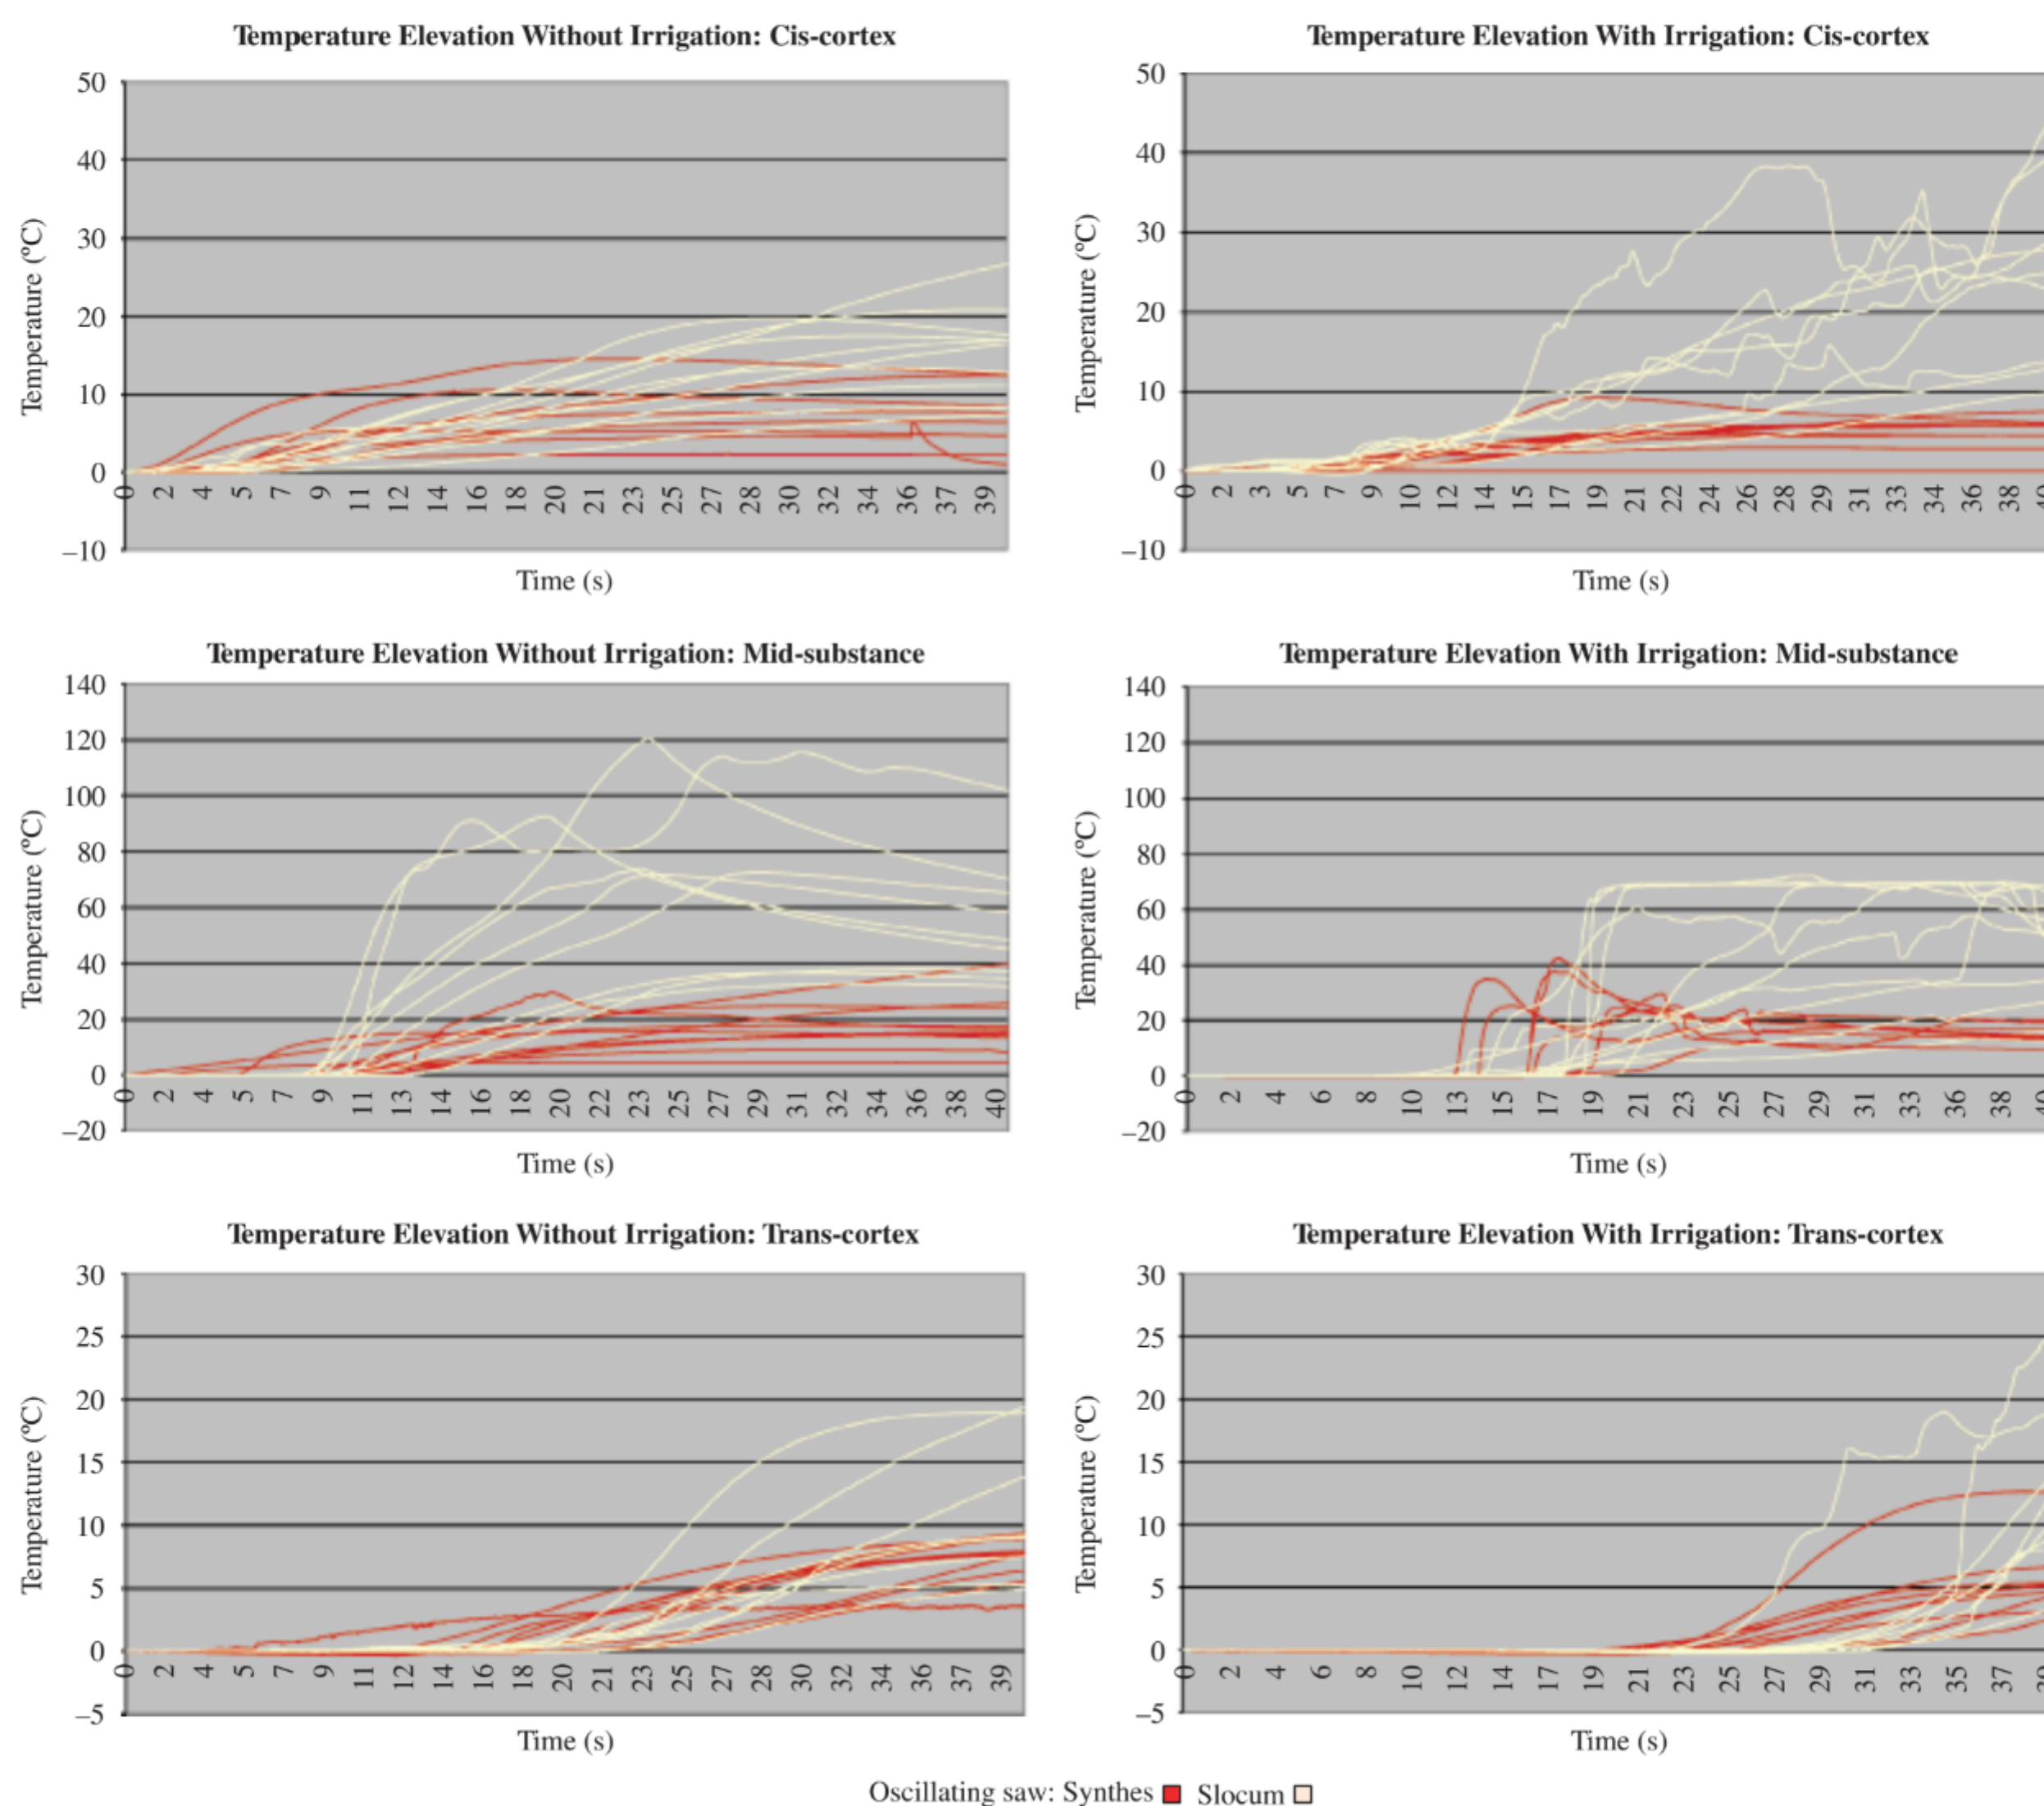 Temperature Elevation Without Irrigation: Cis-cortex
50
40
30
20
10
0
–10
Temperature (ºC)
0 2 4 5 7 9 11 12 14 16 18 20 21 23 25 27 28 30 32 34 36 37 39
Time (s)
Temperature Elevation With Irrigation: Cis-cortex
50
40
30
20
10
0
–10
Temperature (ºC)
0 2 3 5 7 9 10 12 14 15 17 19 21 22 24 26 28 29 31 33 34 36 38
Time (s)
Temperature Elevation Without Irrigation: Mid-substance
140
120
100
80
60
40
20
0
–20
Temperature (ºC)
0 2 4 5 7 9 11 13 14 16 18 20 22 23 25 27 29 31 32 34 36 38 40
Time (s)
Temperature Elevation With Irrigation: Mid-substance
140
120
100
80
60
40
20
0
–20
Temperature (ºC)
0 2 4 6 8 10 13 15 17 19 21 23 25 27 29 31 33 36 38
Time (s)
Temperature Elevation Without Irrigation: Trans-cortex
30
25
20
15
10
5
0
–5
Temperature (ºC)
0 2 4 5 7 9 11 12 14 16 18 20 21 23 25 27 28 30 32 34 36 37 39
Time (s)
Temperature Elevation With Irrigation: Trans-cortex
30
25
20
15
10
5
0
–5
Temperature (ºC)
0 2 4 6 8 10 12 14 17 19 21 23 25 27 29 31 33 35 37
Time (s)
Oscillating saw: Synthes Slocum